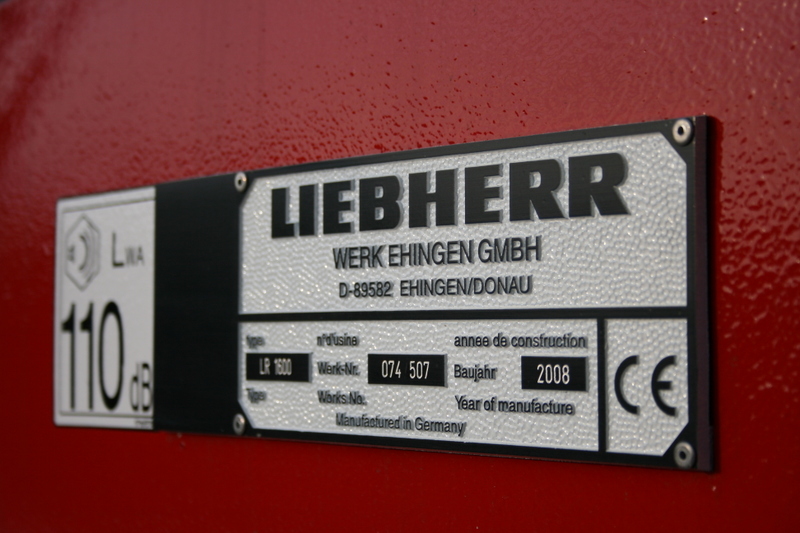 LWA
110 dB
LIEBHERR
WERK EHINGEN GMBH
D-89582 EHINGEN/DONAU
type
n°d'usine
annee de construction
LR 1600
Werk-Nr.
074 507
Baujahr
2008
Type
Works No.
Year of manufacture
Manufactured in Germany
CE